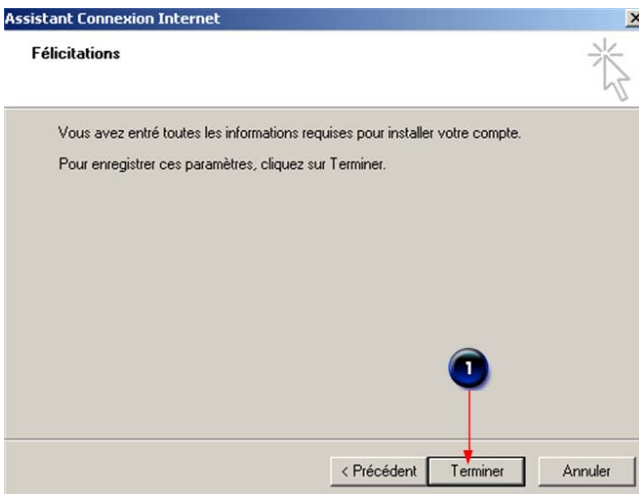 Assistant Connexion Internet
Félicitations
Vous avez entré toutes les informations requises pour installer votre compte.
Pour enregistrer ces paramètres, cliquez sur Terminer.
1
< Précédent Terminer Annuler